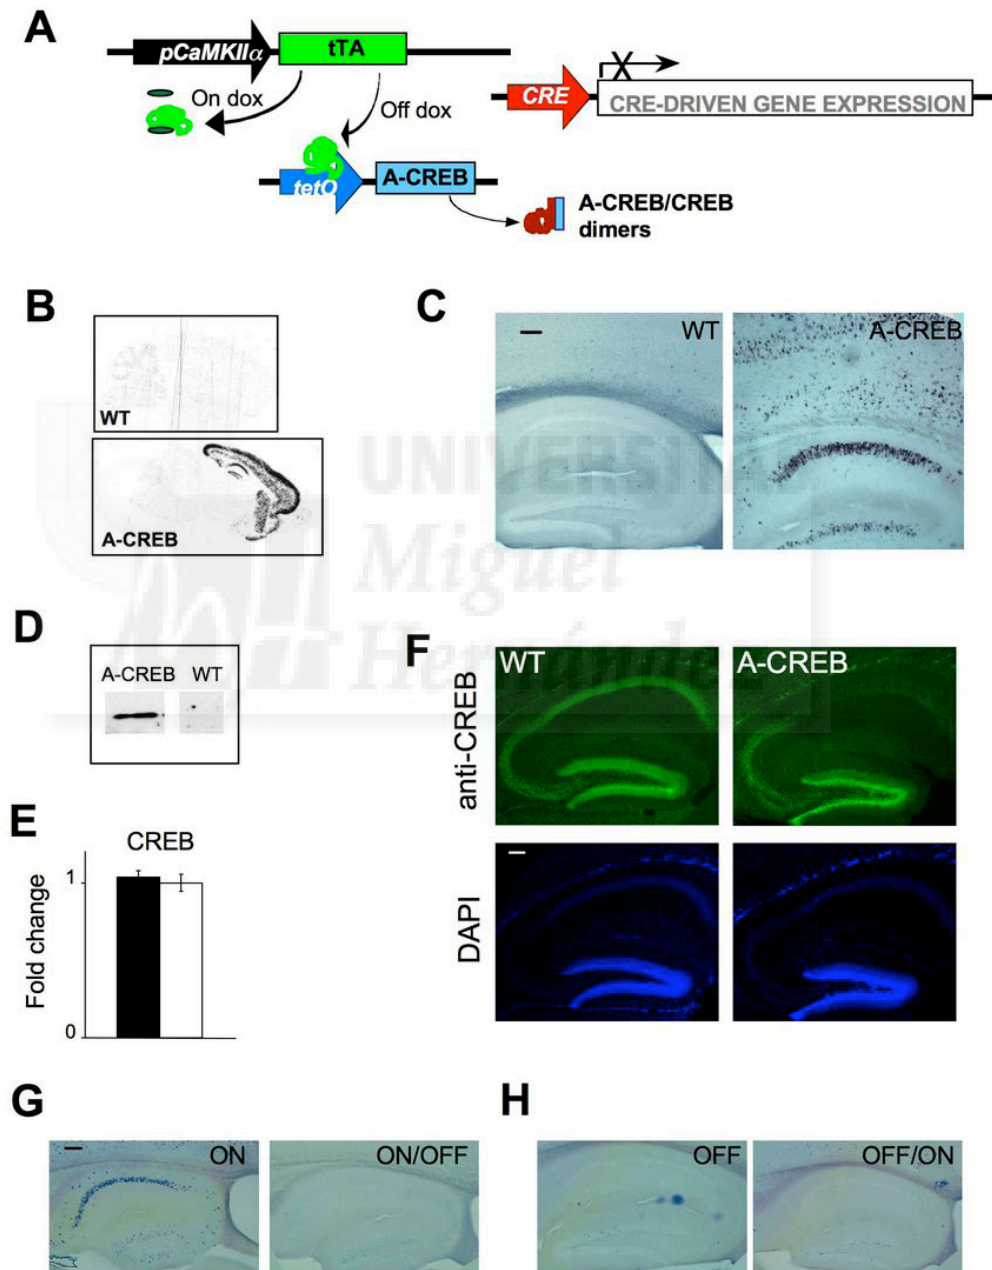 A
pCaMKIIα
tTA
On dox
Off dox
CRE
X
CRE-DRIVEN GENE EXPRESSION
tetO
A-CREB
A-CREB/CREB
dimers
B
WT
A-CREB
C
WT
A-CREB
UNIVERSITAS
Miguel
Hernández
D
A-CREB WT
E
CREB
Fold change
1
0
F
WT
A-CREB
anti-CREB
DAPI
G
ON
ON/OFF
H
OFF
OFF/ON